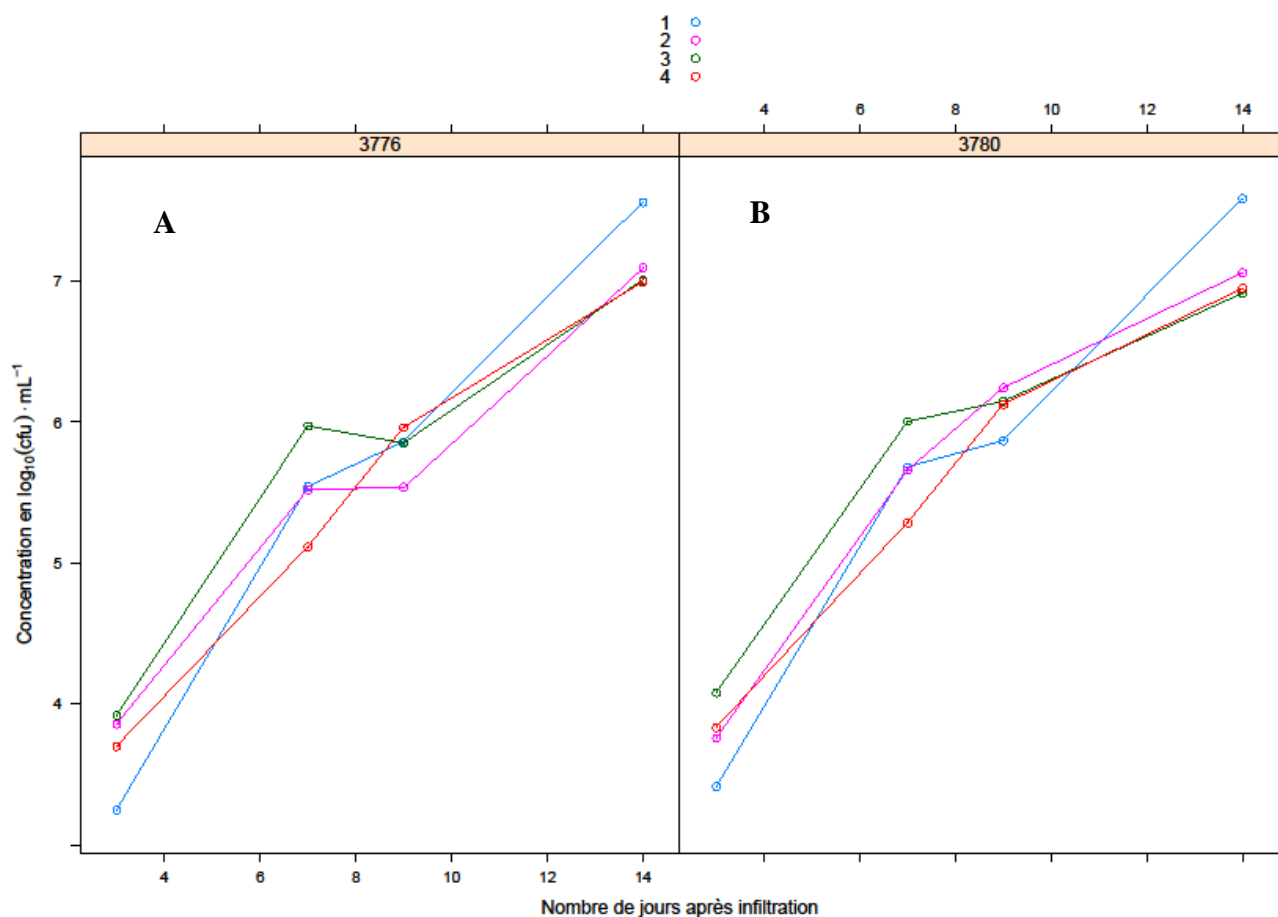 1
2
3
4
4 6 8 10 12 14
3776 3780
A B
7
6
5
4
Concentration en log10(cfu) · mL−1
4 6 8 10 12 14
Nombre de jours après infiltration